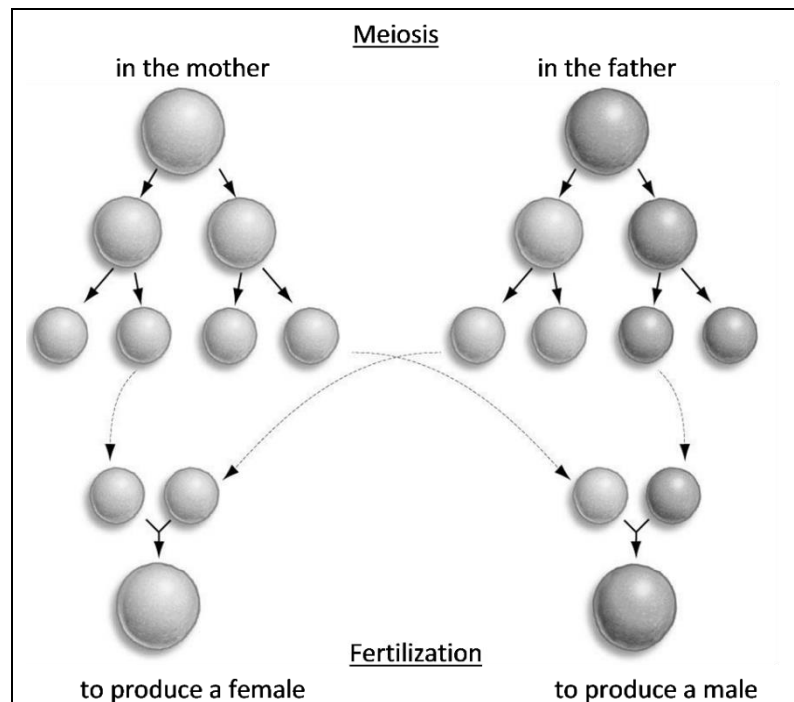 Meiosis
in the mother
in the father
Fertilization
to produce a female
to produce a male